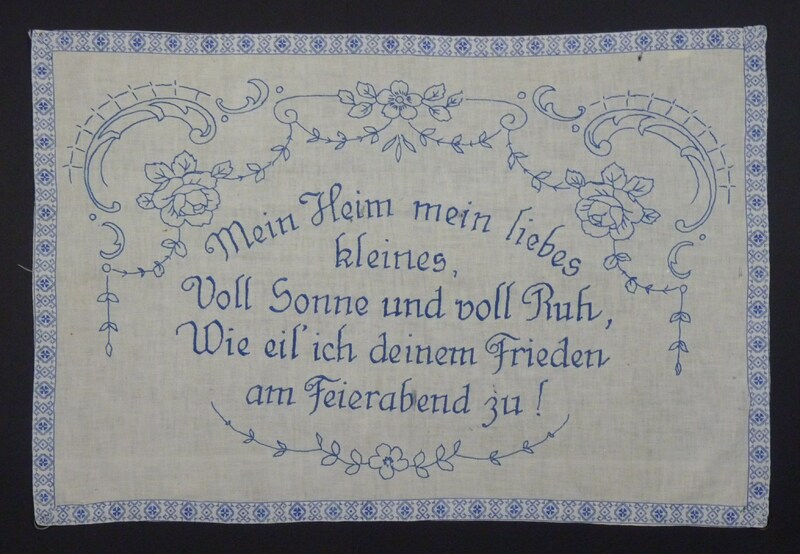 Mein Heim mein liebes
kleines,
Voll Sonne und voll Ruh,
Wie eil' ich deinem Frieden
am Feierabend zu!